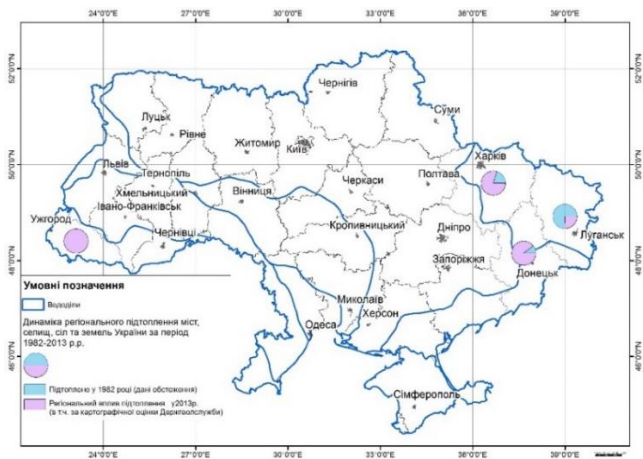 24°0'0"E 27°0'0"E 30°0'0"E 33°0'0"E 36°0'0"E 39°0'0"E
52°0'0"N
52°0'0"N
Чернігів
Суми
Луцьк
Рівне
Житомир
Київ
50°0'0"N
50°0'0"N
Львів
Тернопіль
Хмельницький
Вінниця
Черкаси
Полтава
Харків
Івано-Франківськ
Ужгород
Чернівці
Кропивницький
Дніпро
Луганськ
48°0'0"N
48°0'0"N
Запоріжжя
Донецьк
Миколаїв
Херсон
Одеса
46°0'0"N
46°0'0"N
Сімферополь
Умовні позначення
Вододіли
Динаміка регіонального підтоплення міст,
селищ, сіл та земель України за період
1982-2013 р.р.
Підтоплено у 1982 році (дані обстеження)
Регіональний вплив підтоплення у2013р.
(в т.ч. за картографічної оцінки Держгеолслужби)
24°0'0"E 27°0'0"E 30°0'0"E 33°0'0"E 36°0'0"E 39°0'0"E